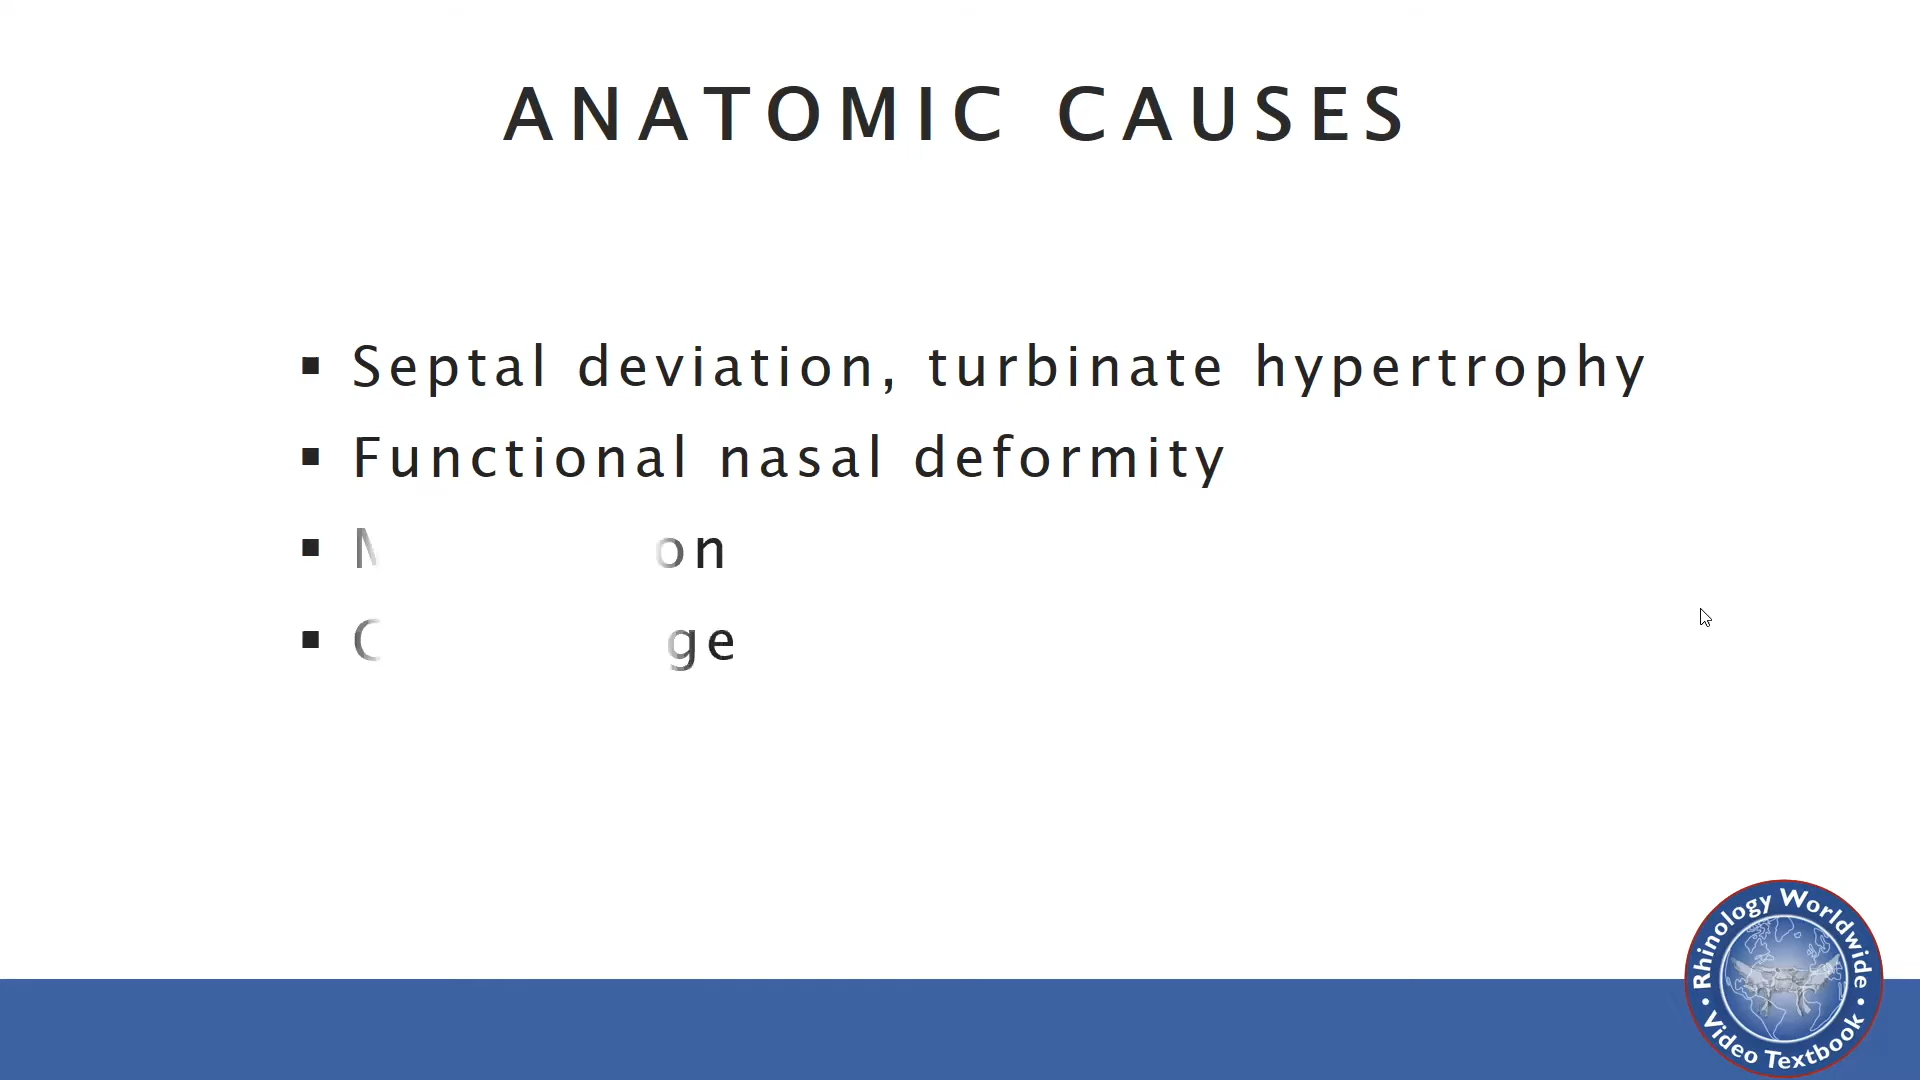 ANATOMIC CAUSES
▪ Septal deviation, turbinate hypertrophy
▪ Functional nasal deformity
Rhinology Worldwide
• Video Textbook •